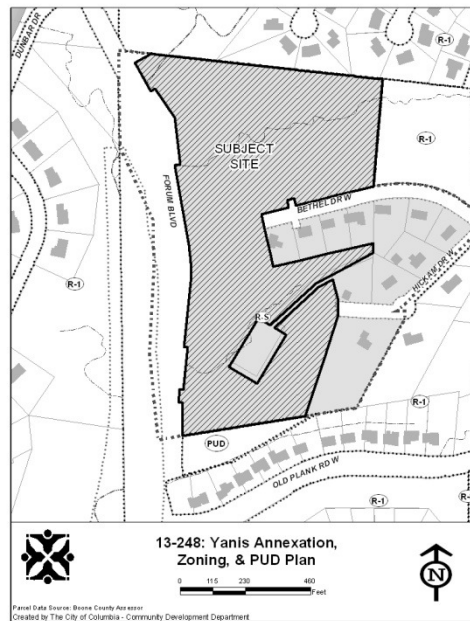 DUNBAR DR
R-1
R-1
SUBJECT
SITE
FORUM BLVD
BETHEL DR W
HICKAM DR W
R-1
R-S
R-1
PUD
OLD PLANK RD W
R-1
13-248: Yanis Annexation,
Zoning, & PUD Plan
0 115 230 460
Feet
N
Parcel Data Source: Boone County Assessor
Created by The City of Columbia - Community Development Department